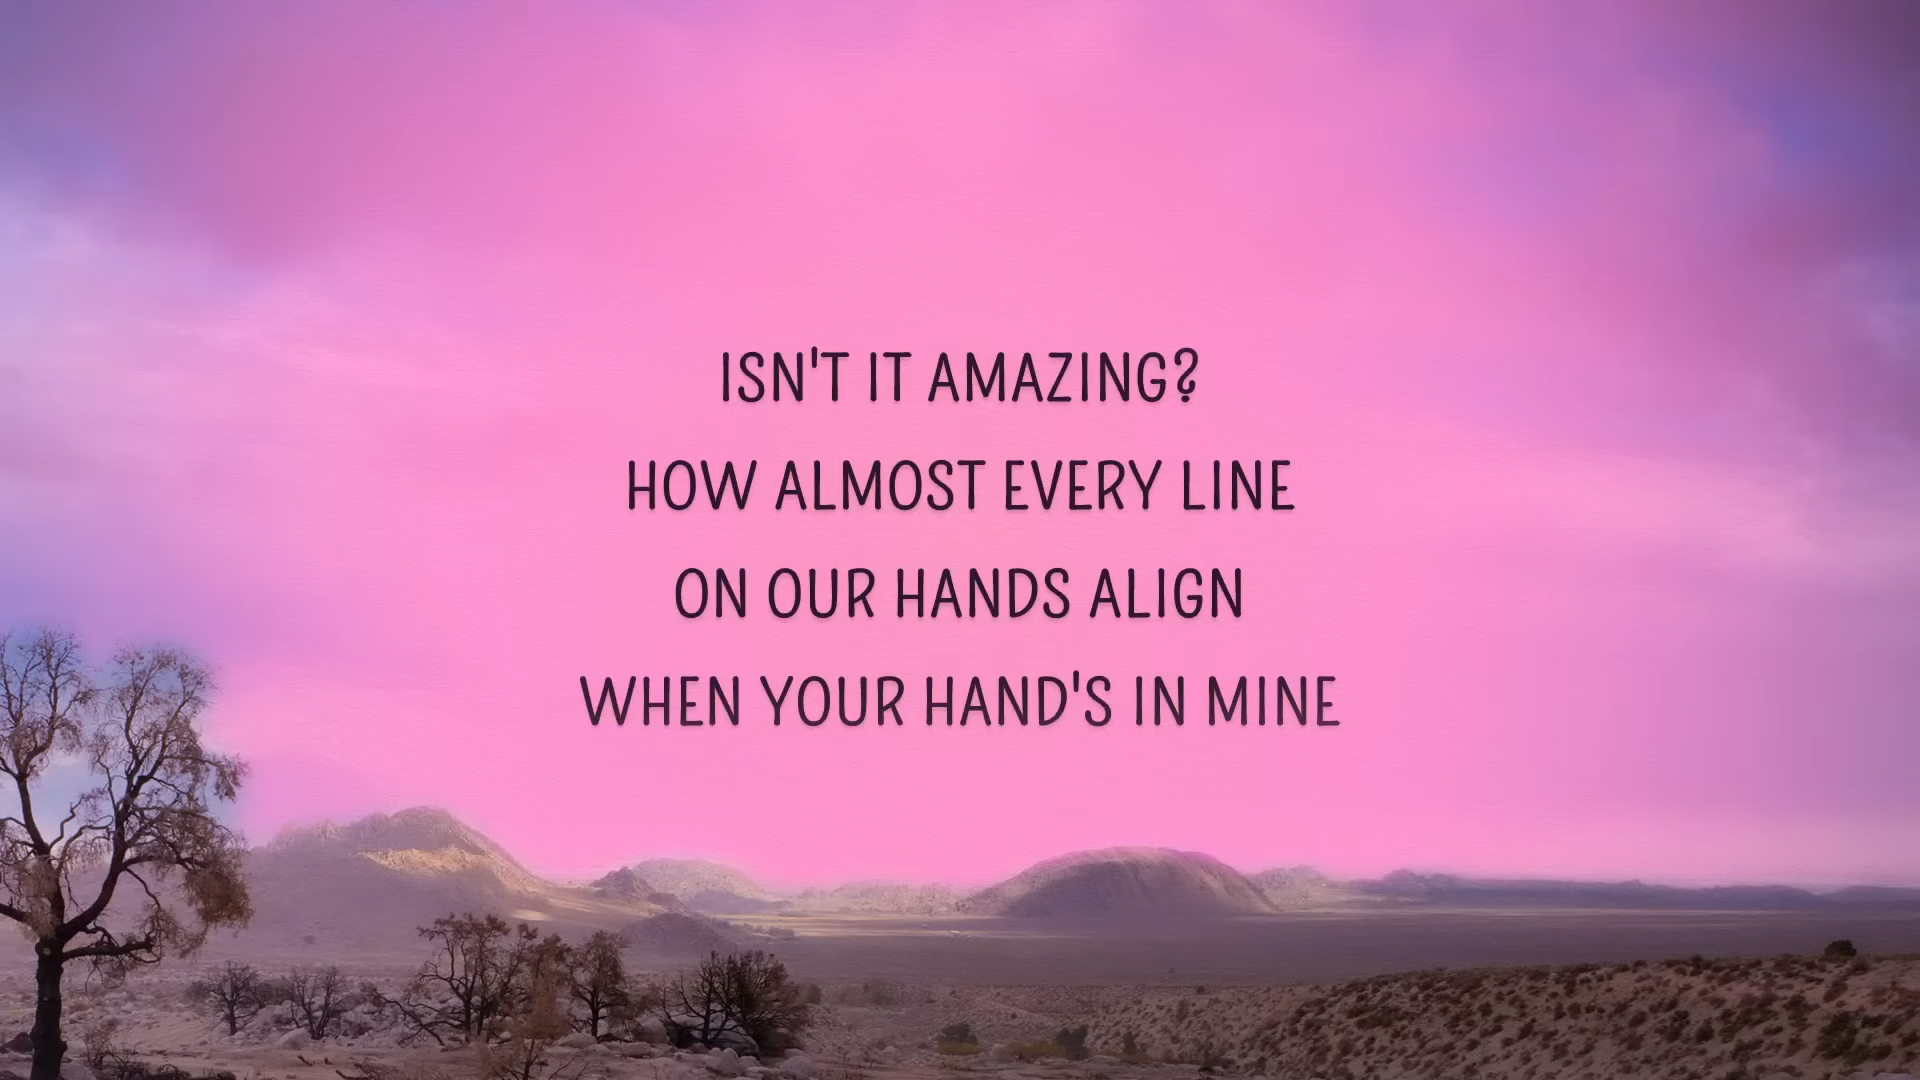 ISN'T IT AMAZING?
HOW ALMOST EVERY LINE
ON OUR HANDS ALIGN
WHEN YOUR HAND'S IN MINE